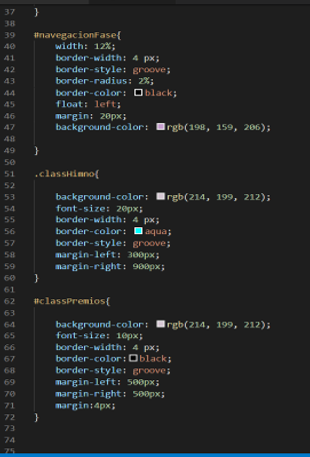 37 }
38
39 #navegacionFase{
40 width: 12%;
41 border-width: 4 px;
42 border-style: groove;
43 border-radius: 2%;
44 border-color: black;
45 float: left;
46 margin: 20px;
47 background-color: rgb(198, 159, 206);
48
49 }
50
51 .classHimno{
52
53 background-color: rgb(214, 199, 212);
54 font-size: 20px;
55 border-width: 4 px;
56 border-color: aqua;
57 border-style: groove;
58 margin-left: 300px;
59 margin-right: 900px;
60 }
61
62 #classPremios{
63
64 background-color: rgb(214, 199, 212);
65 font-size: 10px;
66 border-width: 4 px;
67 border-color: black;
68 border-style: groove;
69 margin-left: 500px;
70 margin-right: 500px;
71 margin:4px;
72 }
73
74
75